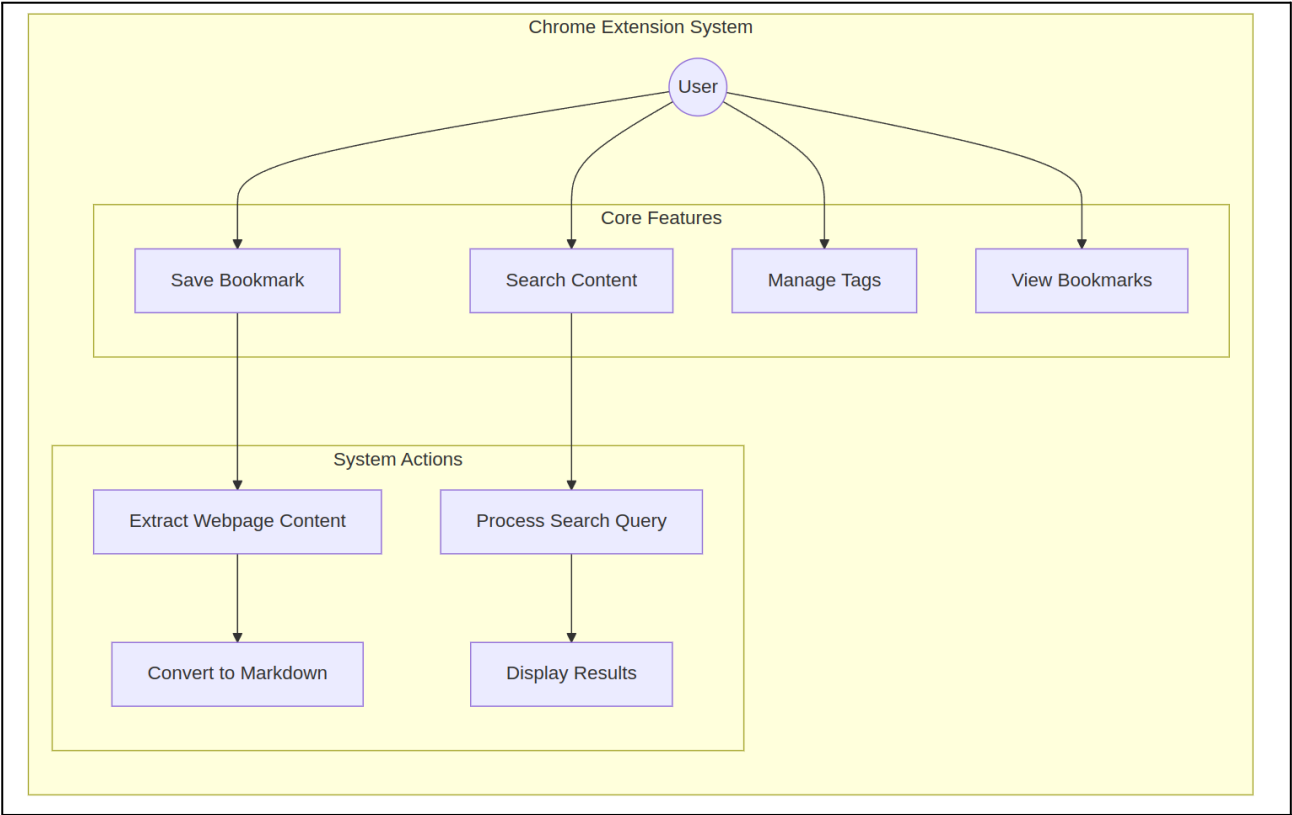 Chrome Extension System
User
Core Features
Save Bookmark
Search Content
Manage Tags
View Bookmarks
System Actions
Extract Webpage Content
Process Search Query
Convert to Markdown
Display Results